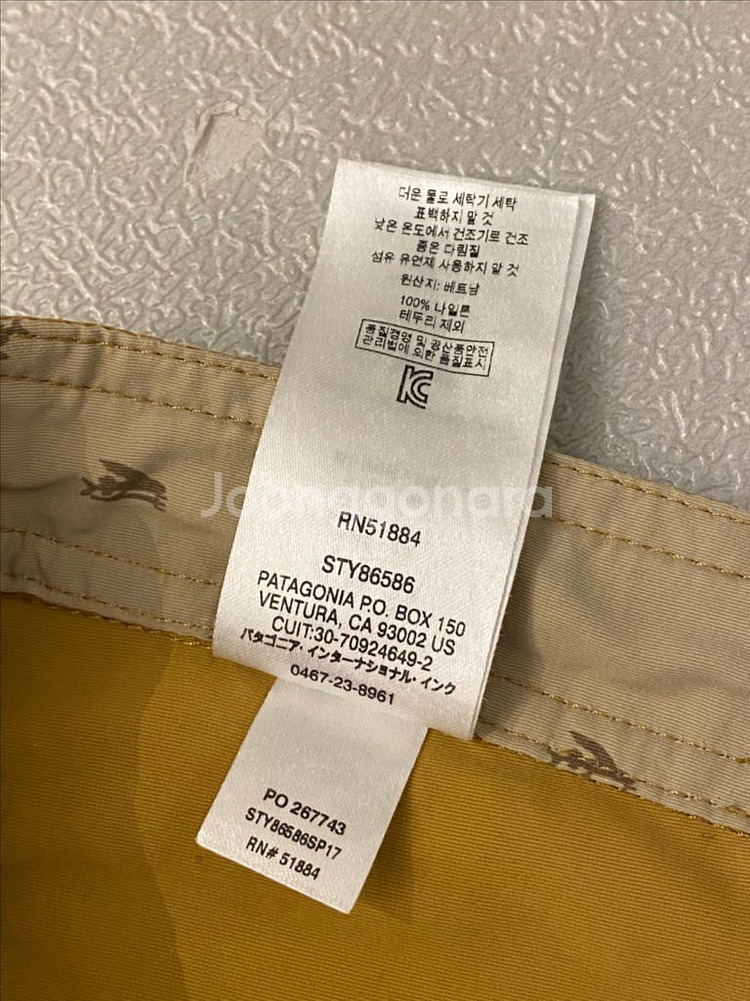 더운 물로 세탁기 세탁
표백하지 말 것
낮은 온도에서 건조기로 건조
중온 다림질
섬유 유연제 사용하지 말 것
원산지: 베트남
100% 나일론
테두리 제외
품질경영 및 공산품안전
관리법에 의한 품질표시
KC
Joonggonara
RN51884
STY86586
PATAGONIA P.O. BOX 150
VENTURA, CA 93002 US
CUIT:30-70924649-2
パタゴニア・インターナショナル・インク
0467-23-8961
PO 267743
STY86586SP17
RN# 51884